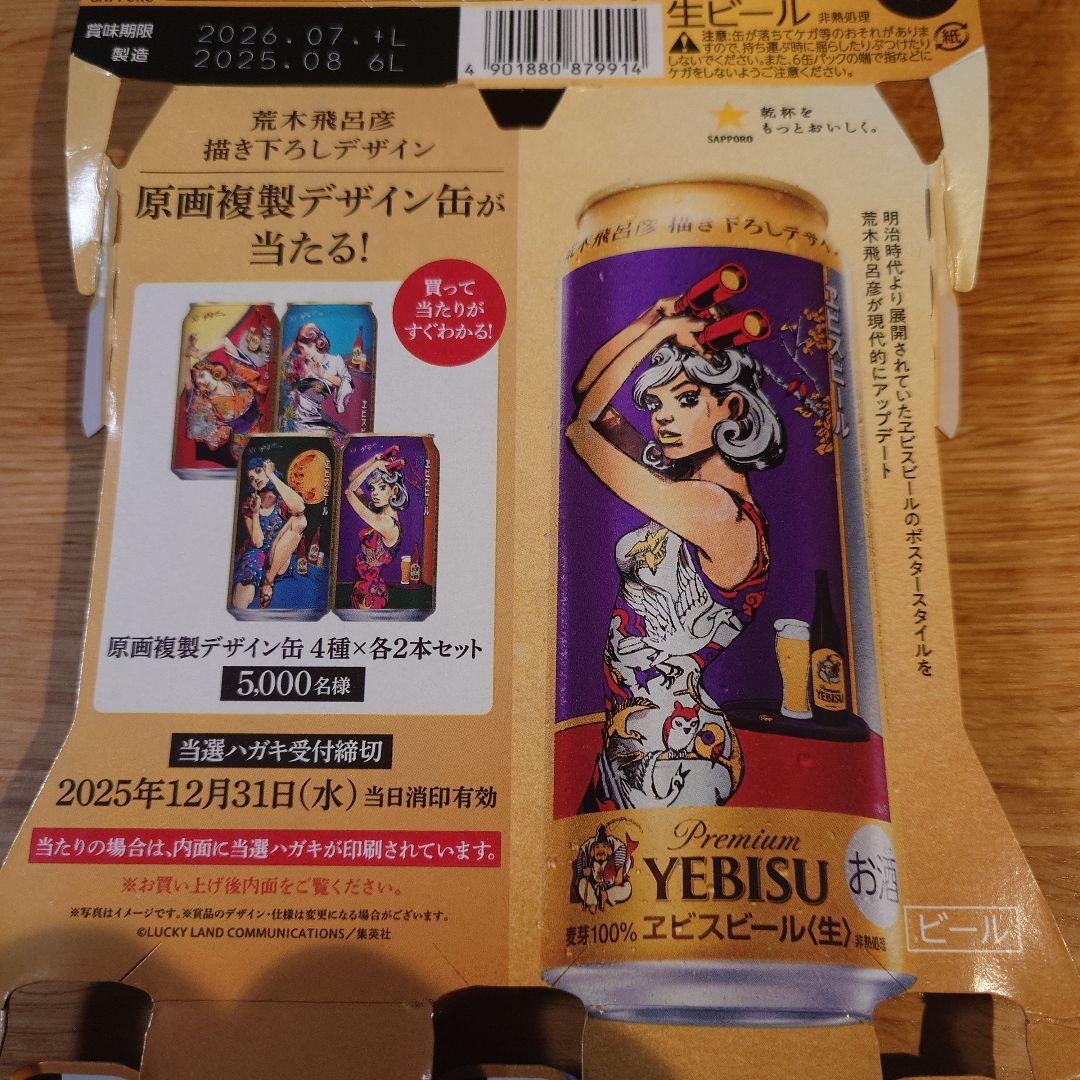 賞味期限
製造
2026.07.+L
2025.08 6L
4 901880 879914
生ビール 非熱処理
注意:缶が落ちてケガ等のおそれがありま
すので、持ち運ぶ時に揺らしたりぶつけたり
しないでください。また、6缶パックの端で指などに
ケガをしないようご注意ください。
紙
荒木飛呂彦
描き下ろしデザイン
原画複製デザイン缶が
当たる!
買って
当たりが
すぐわかる!
原画複製デザイン缶 4種×各2本セット
5,000名様
当選ハガキ受付締切
2025年12月31日(水)当日消印有効
当たりの場合は、内面に当選ハガキが印刷されています。
※お買い上げ後内面をご覧ください。
※写真はイメージです。※賞品のデザイン・仕様は変更になる場合がございます。
©LUCKY LAND COMMUNICATIONS/集英社
SAPPORO
乾杯を
もっとおいしく。
明治時代より展開されていたヱビスビールのポスタースタイルを
荒木飛呂彦が現代的にアップデート
荒木飛呂彦 描き下ろしデザイン
ヱビスビール
Premium
YEBISU
Premium
YEBISU
お酒
麦芽100% ヱビスビール〈生〉非熱処理
ビール